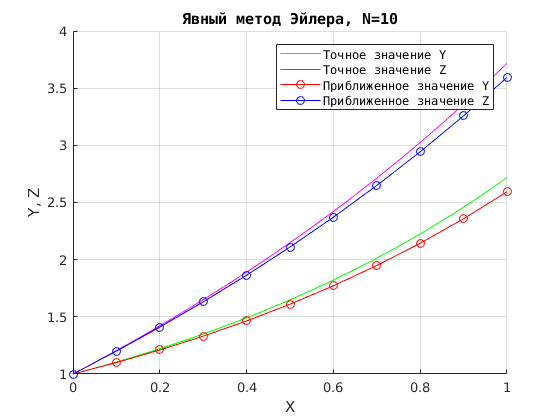 Явный метод Эйлера, N=10
4
3.5
3
2.5
2
1.5
1
Y, Z
Точное значение Y
Точное значение Z
Приближенное значение Y
Приближенное значение Z
0 0.2 0.4 0.6 0.8 1
X